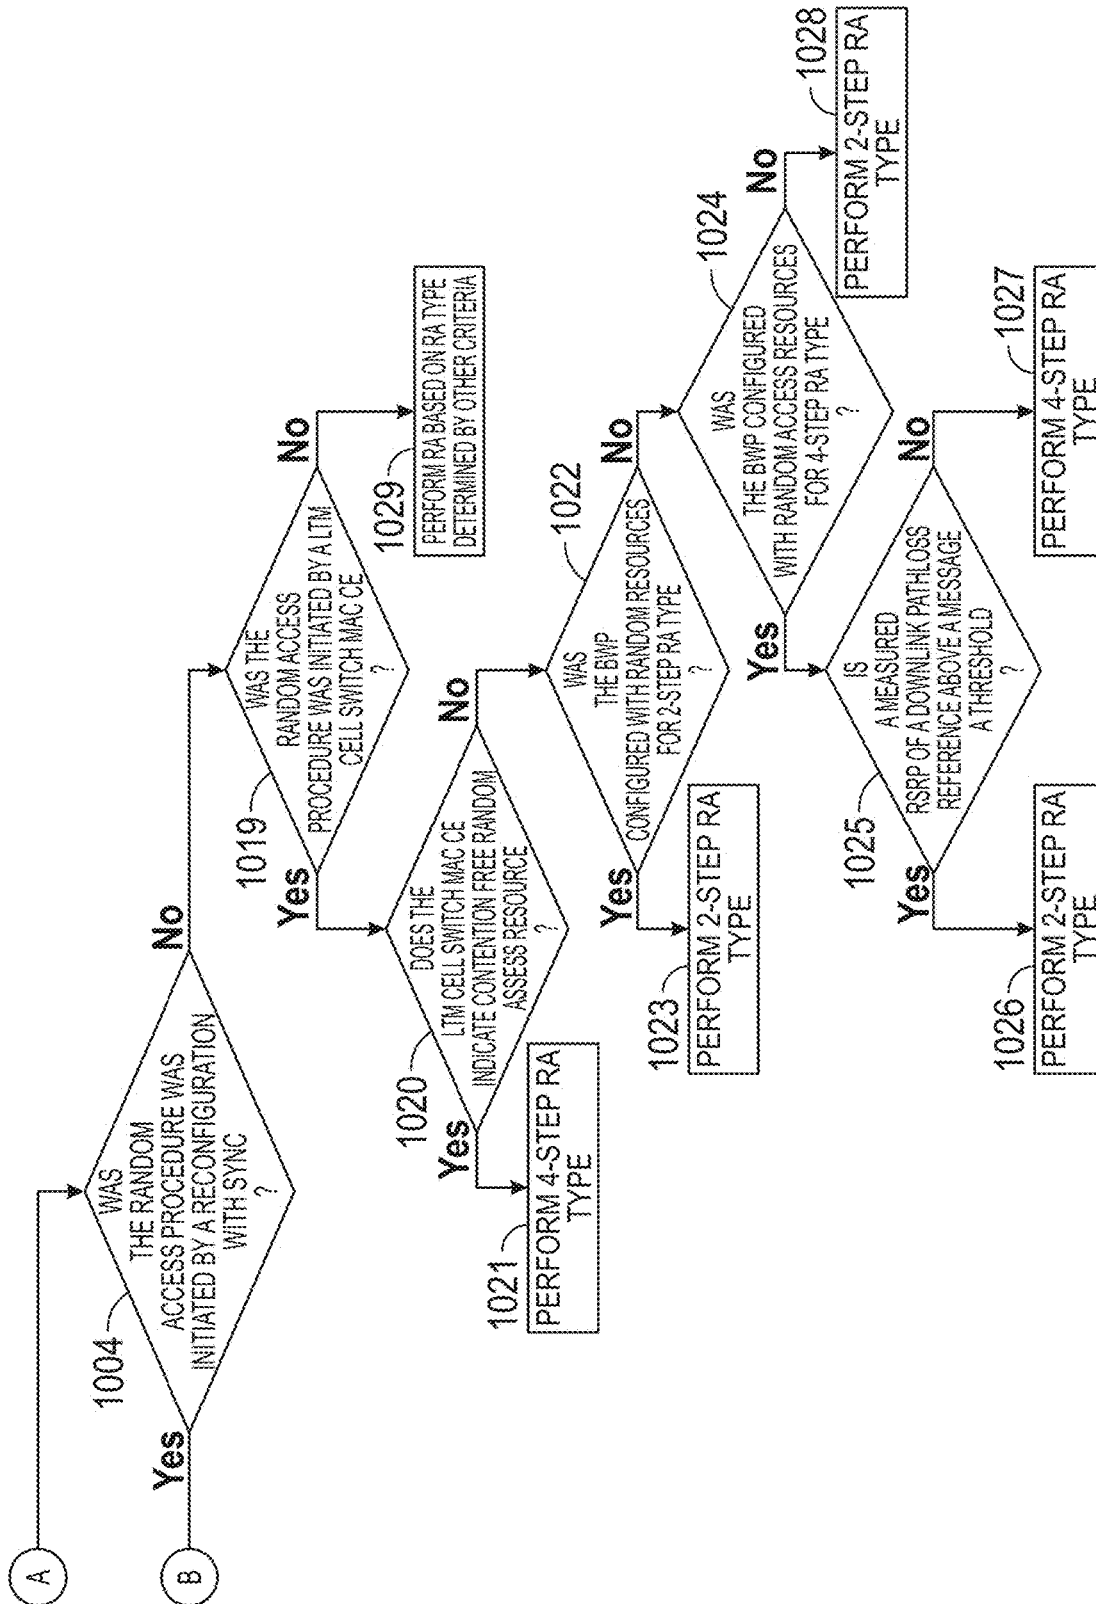 A
B
1004
WAS
THE RANDOM
ACCESS PROCEDURE WAS
INITIATED BY A RECONFIGURATION
WITH SYNC
?
Yes
No
1019
WAS THE
RANDOM ACCESS
PROCEDURE WAS INITIATED BY A LTM
CELL SWITCH MAC CE
?
Yes
No
1029
PERFORM RA BASED ON RA TYPE
DETERMINED BY OTHER CRITERIA
1020
DOES THE
LTM CELL SWITCH MAC CE
INDICATE CONTENTION FREE RANDOM
ASSESS RESOURCE
?
Yes
No
1021
PERFORM 4-STEP RA
TYPE
1022
WAS
THE BWP
CONFIGURED WITH RANDOM RESOURCES
FOR 2-STEP RA TYPE
?
Yes
No
1023
PERFORM 2-STEP RA
TYPE
1024
WAS
THE BWP CONFIGURED
WITH RANDOM ACCESS RESOURCES
FOR 4-STEP RA TYPE
?
Yes
No
1028
PERFORM 2-STEP RA
TYPE
1025
IS
A MEASURED
RSRP OF A DOWNLINK PATHLOSS
REFERENCE ABOVE A MESSAGE
A THRESHOLD
?
Yes
No
1026
PERFORM 2-STEP RA
TYPE
1027
PERFORM 4-STEP RA
TYPE